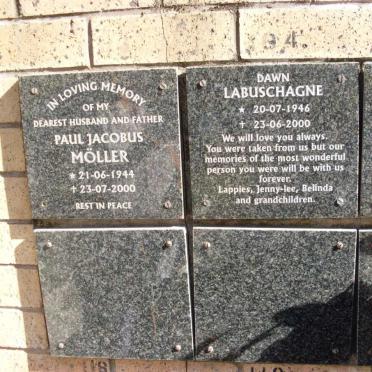 IN LOVING MEMORY
OF MY
DEAREST HUSBAND AND FATHER
PAUL JACOBUS
MÖLLER
* 21-06-1944
+ 23-07-2000
REST IN PEACE
DAWN
LABUSCHAGNE
* 20-07-1946
+ 23-06-2000
We will love you always.
You were taken from us but our
memories of the most wonderful
person you were will be with us
forever.
Lappies, Jenny-lee, Belinda
and grandchildren.